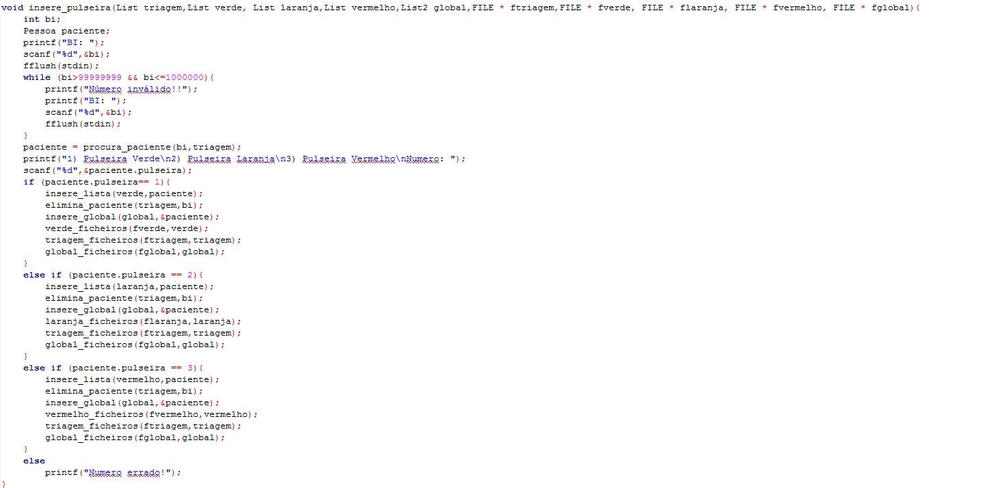 void insere_pulseira(List triagem,List verde, List laranja,List vermelho,List2 global,FILE * ftriagem,FILE * fverde, FILE * flaranja, FILE * fvermelho, FILE * fglobal){
    int bi;
    Pessoa paciente;
    printf("BI: ");
    scanf("%d",&bi);
    fflush(stdin);
    while (bi>99999999 && bi<=1000000){
        printf("Número inválido!!");
        printf("BI: ");
        scanf("%d",&bi);
        fflush(stdin);
    }
    paciente = procura_paciente(bi,triagem);
    printf("1) Pulseira Verde\n2) Pulseira Laranja\n3) Pulseira Vermelho\nNumero: ");
    scanf("%d",&paciente.pulseira);
    if (paciente.pulseira== 1){
        insere_lista(verde,paciente);
        elimina_paciente(triagem,bi);
        insere_global(global,&paciente);
        verde_ficheiros(fverde,verde);
        triagem_ficheiros(ftriagem,triagem);
        global_ficheiros(fglobal,global);
    }
    else if (paciente.pulseira == 2){
        insere_lista(laranja,paciente);
        elimina_paciente(triagem,bi);
        insere_global(global,&paciente);
        laranja_ficheiros(flaranja,laranja);
        triagem_ficheiros(ftriagem,triagem);
        global_ficheiros(fglobal,global);
    }
    else if (paciente.pulseira == 3){
        insere_lista(vermelho,paciente);
        elimina_paciente(triagem,bi);
        insere_global(global,&paciente);
        vermelho_ficheiros(fvermelho,vermelho);
        triagem_ficheiros(ftriagem,triagem);
        global_ficheiros(fglobal,global);
    }
    else
        printf("Numero errado!");
}